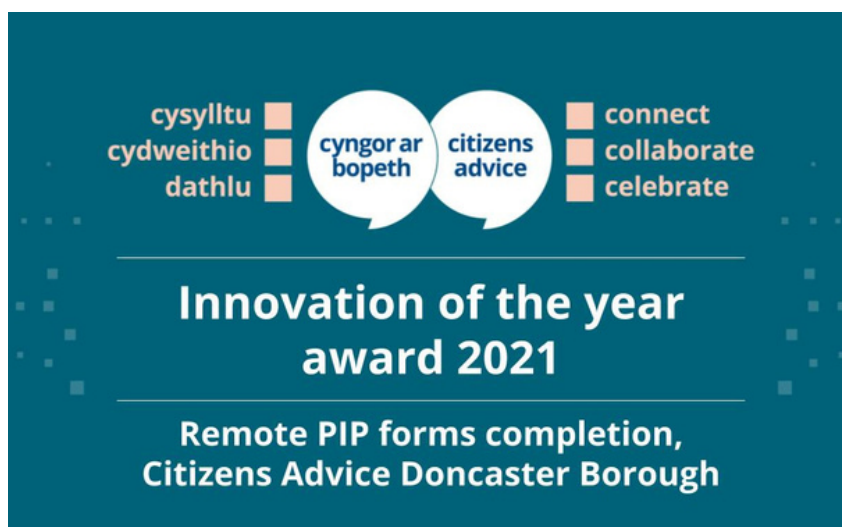 cysylltu
cydweithio
dathlu
cyngor ar
bopeth
citizens
advice
connect
collaborate
celebrate
Innovation of the year
award 2021
Remote PIP forms completion,
Citizens Advice Doncaster Borough